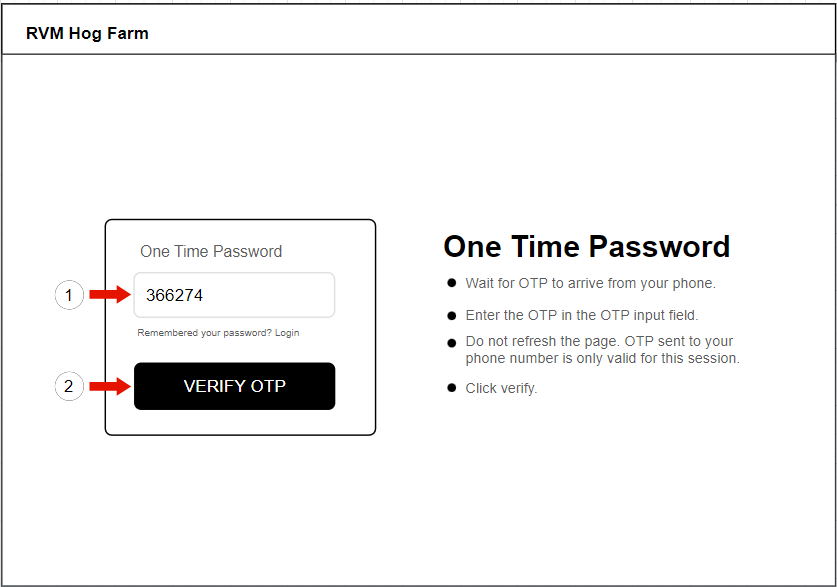 RVM Hog Farm
One Time Password
1
366274
Remembered your password? Login
2
VERIFY OTP
One Time Password
Wait for OTP to arrive from your phone.
Enter the OTP in the OTP input field.
Do not refresh the page. OTP sent to your
phone number is only valid for this session.
Click verify.